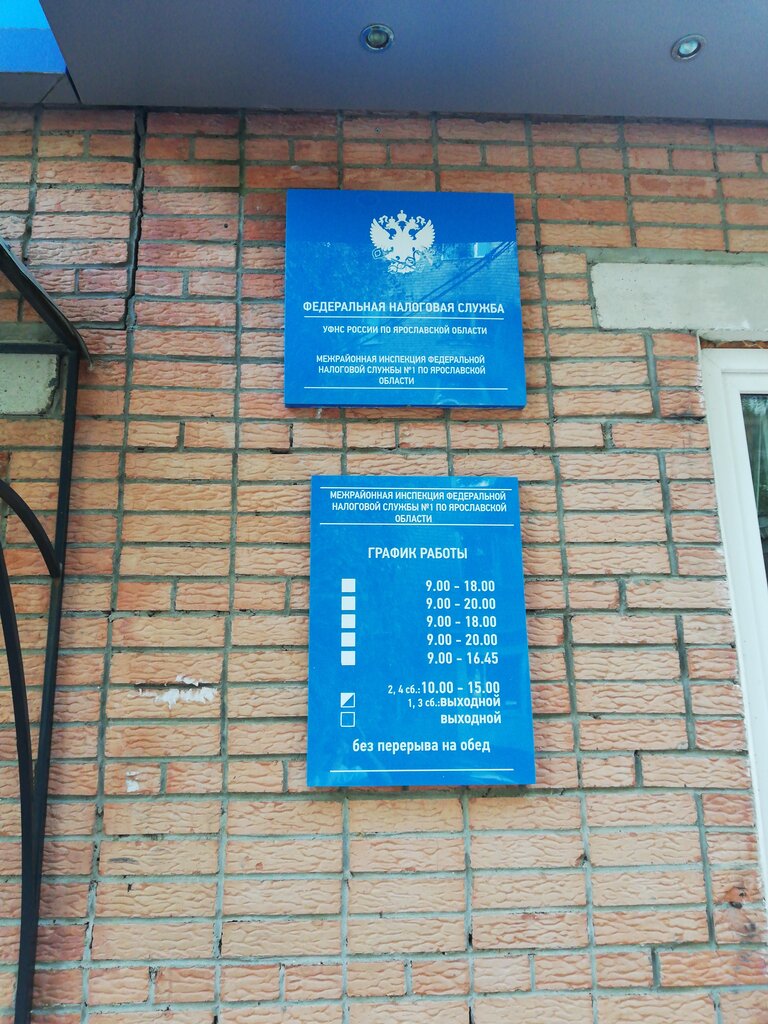 ФЕДЕРАЛЬНАЯ НАЛОГОВАЯ СЛУЖБА
УФНС РОССИИ ПО ЯРОСЛАВСКОЙ ОБЛАСТИ
МЕЖРАЙОННАЯ ИНСПЕКЦИЯ ФЕДЕРАЛЬНОЙ
НАЛОГОВОЙ СЛУЖБЫ №1 ПО ЯРОСЛАВСКОЙ
ОБЛАСТИ
МЕЖРАЙОННАЯ ИНСПЕКЦИЯ ФЕДЕРАЛЬНОЙ
НАЛОГОВОЙ СЛУЖБЫ №1 ПО ЯРОСЛАВСКОЙ
ОБЛАСТИ
ГРАФИК РАБОТЫ
9.00 - 18.00
9.00 - 20.00
9.00 - 18.00
9.00 - 20.00
9.00 - 16.45
2, 4 сб.: 10.00 - 15.00
1, 3 сб.: выходной
выходной
без перерыва на обед